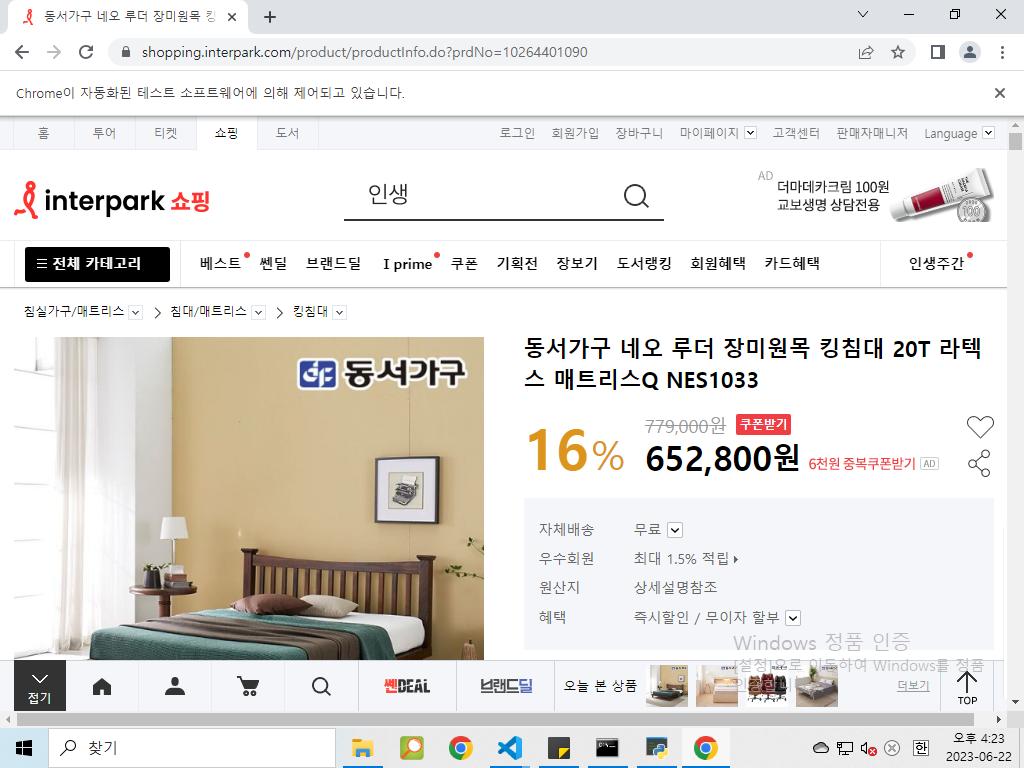 동서가구 네오 루더 장미원목 킹
shopping.interpark.com/product/productInfo.do?prdNo=10264401090
Chrome이 자동화된 테스트 소프트웨어에 의해 제어되고 있습니다.
홈 투어 티켓 쇼핑 도서 로그인 회원가입 장바구니 마이페이지 고객센터 판매자매니저 Language
interpark 쇼핑
인생
AD 더마데카크림 100원
교보생명 상담전용
전체 카테고리 베스트 쎈딜 브랜드딜 I prime 쿠폰 기획전 장보기 도서랭킹 회원혜택 카드혜택 인생주간
침실가구/매트리스 침대/매트리스 킹침대
동서가구
동서가구 네오 루더 장미원목 킹침대 20T 라텍
스 매트리스Q NES1033
16%
779,000원 쿠폰받기
652,800원 6천원 중복쿠폰받기 AD
자체배송 무료
우수회원 최대 1.5% 적립
원산지 상세설명참조
혜택 즉시할인 / 무이자 할부
Windows 정품 인증
[설정]으로 이동하여 Windows를 정품
접기
쎈DEAL
브랜드딜
오늘 본 상품
더보기
TOP
찾기
한
오후 4:23
2023-06-22